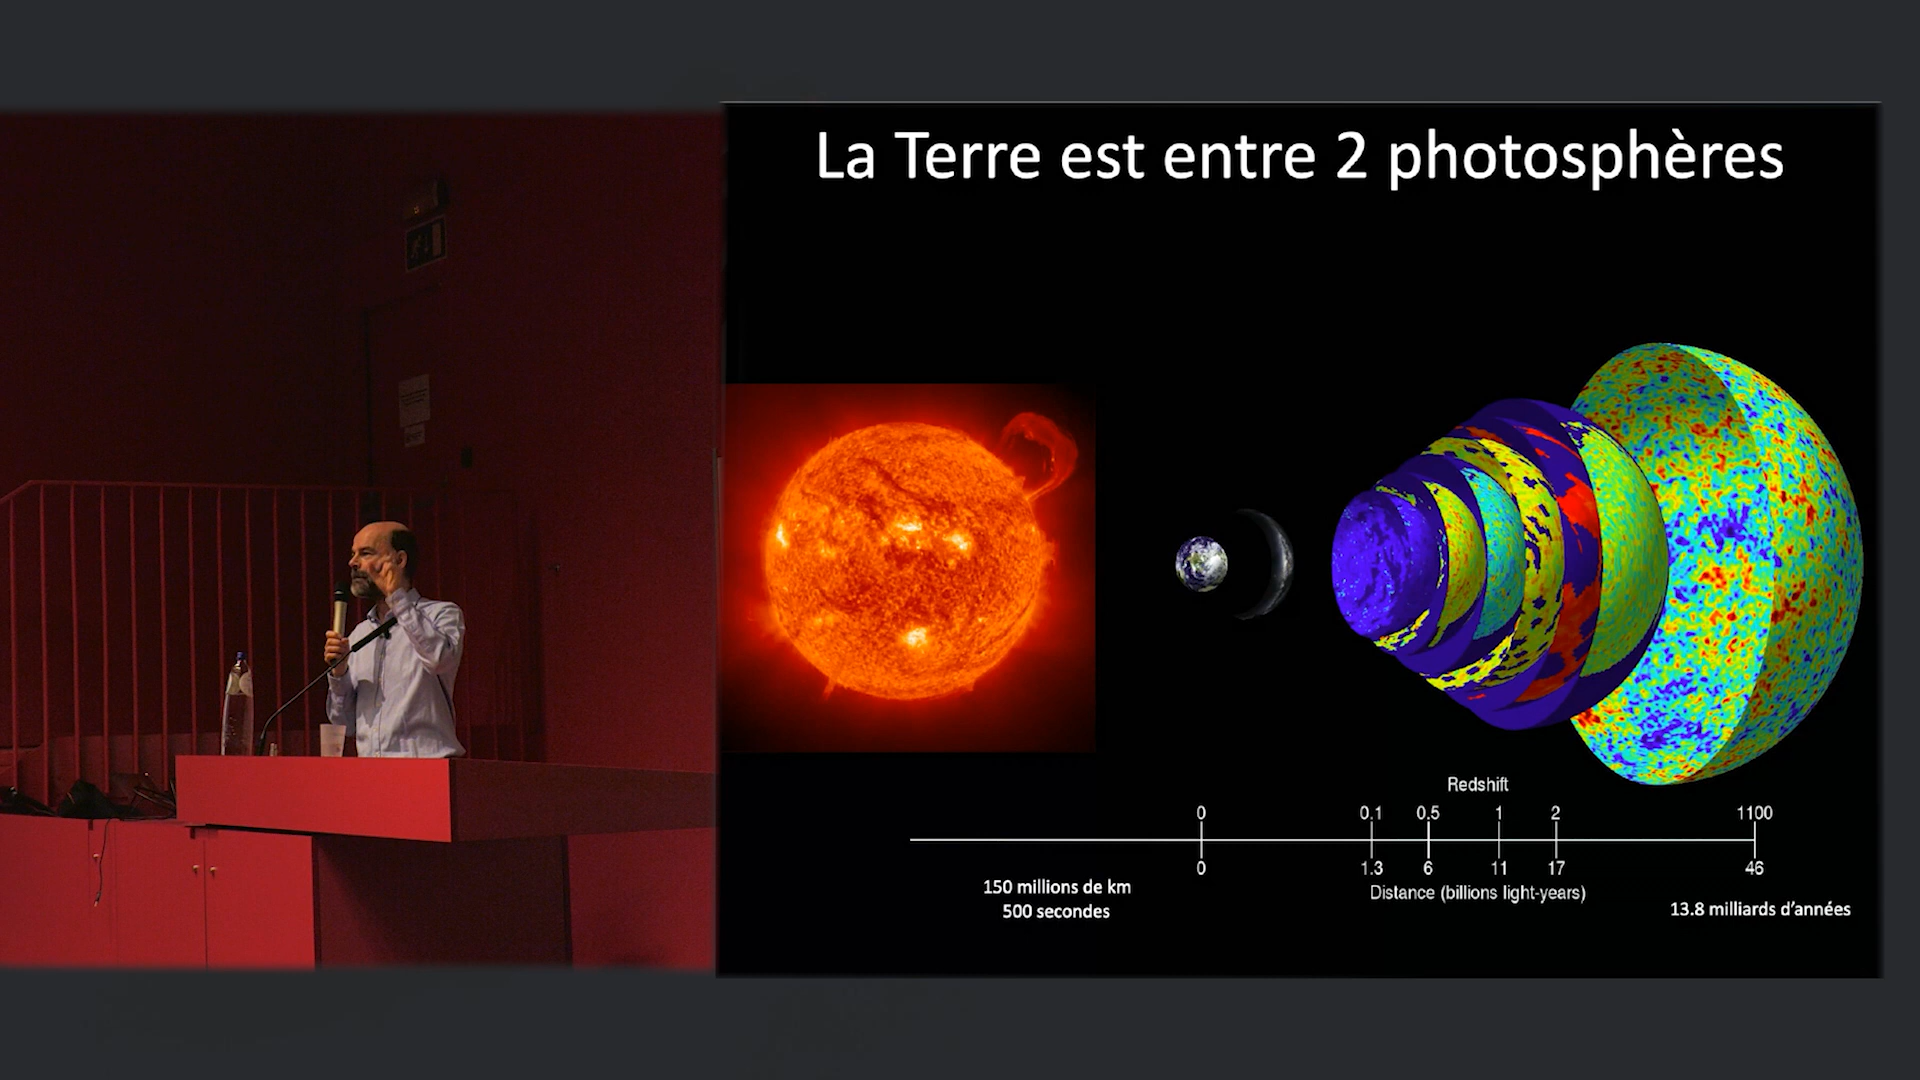 La Terre est entre 2 photosphères
Redshift
0 0.1 0.5 1 2 1100
0 1.3 6 11 17 46
Distance (billions light-years)
150 millions de km
500 secondes
13.8 milliards d'années